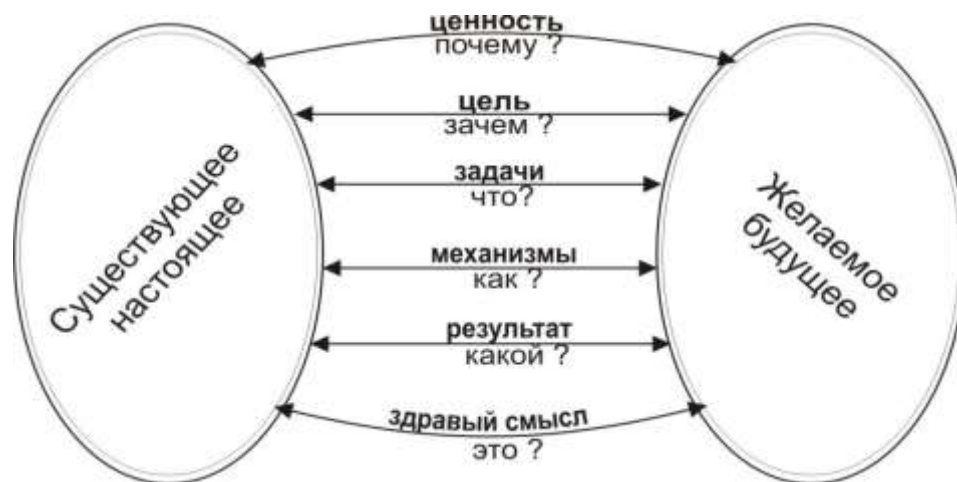 ценность
почему ?
цель
зачем ?
задачи
что?
механизмы
как ?
результат
какой ?
здравый смысл
это ?
Существующее
настоящее
Желаемое
будущее